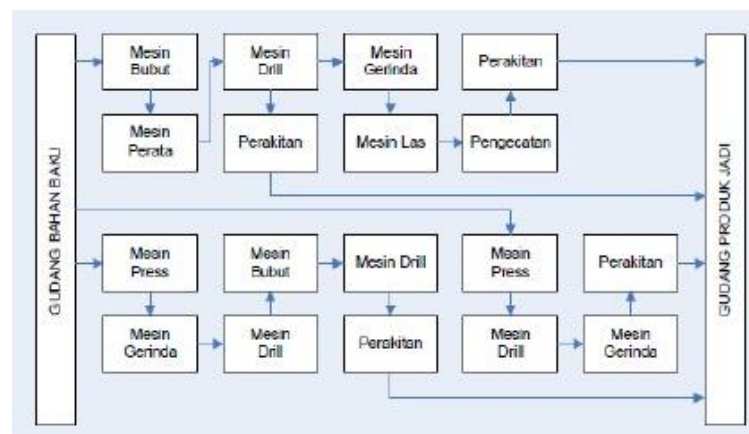 GUDANG BAHAN BAKU
Mesin
Bubut
Mesin
Drill
Mesin
Gerinda
Perakitan
Mesin
Perata
Perakitan
Mesin Las
Pengecatan
Mesin
Press
Mesin
Bubut
Mesin Drill
Mesin
Press
Perakitan
Mesin
Gerinda
Mesin
Drill
Perakitan
Mesin
Drill
Mesin
Gerinda
GUDANG PRODUK JADI